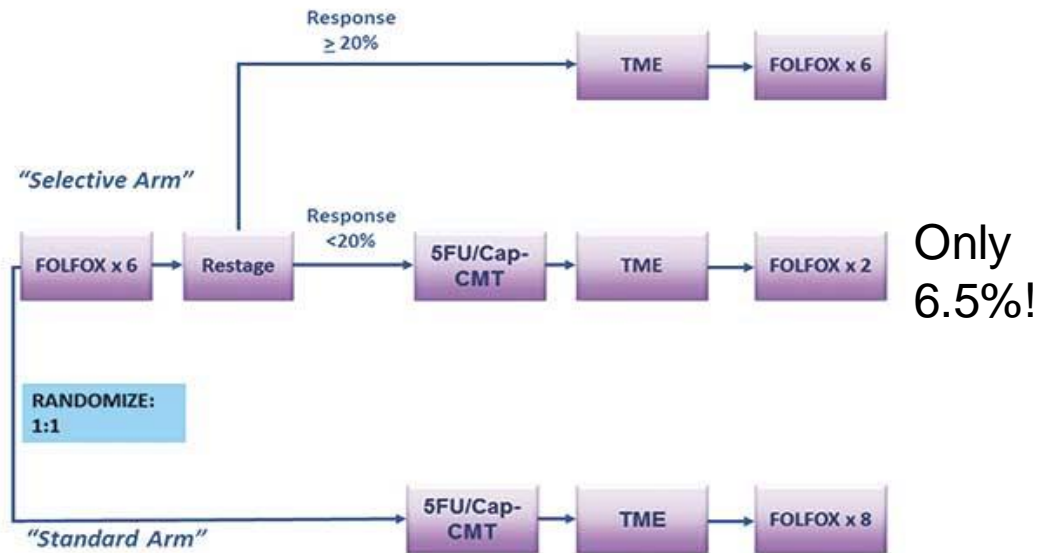 Response
≥ 20%
TME
FOLFOX x 6
"Selective Arm"
Response
<20%
FOLFOX x 6
Restage
5FU/Cap-
CMT
TME
FOLFOX x 2
Only
6.5%!
RANDOMIZE:
1:1
5FU/Cap-
CMT
TME
FOLFOX x 8
"Standard Arm"